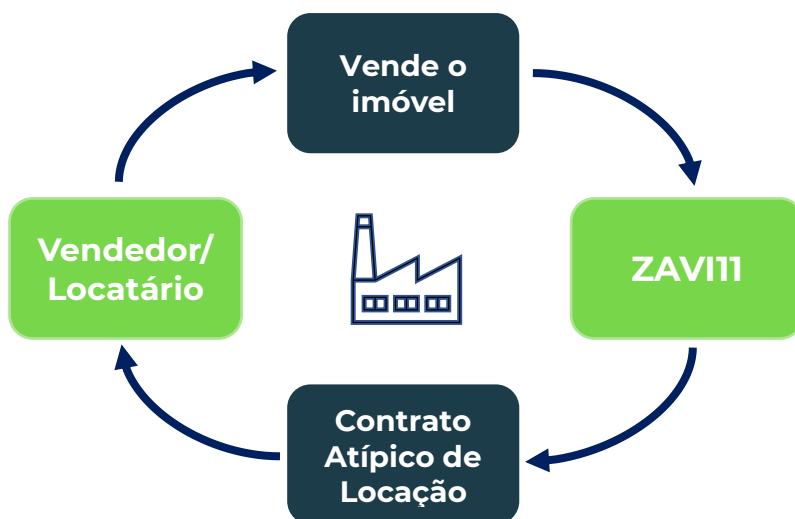 Vende o
imóvel
Vendedor/
Locatário
ZAVI11
Contrato
Atípico de
Locação